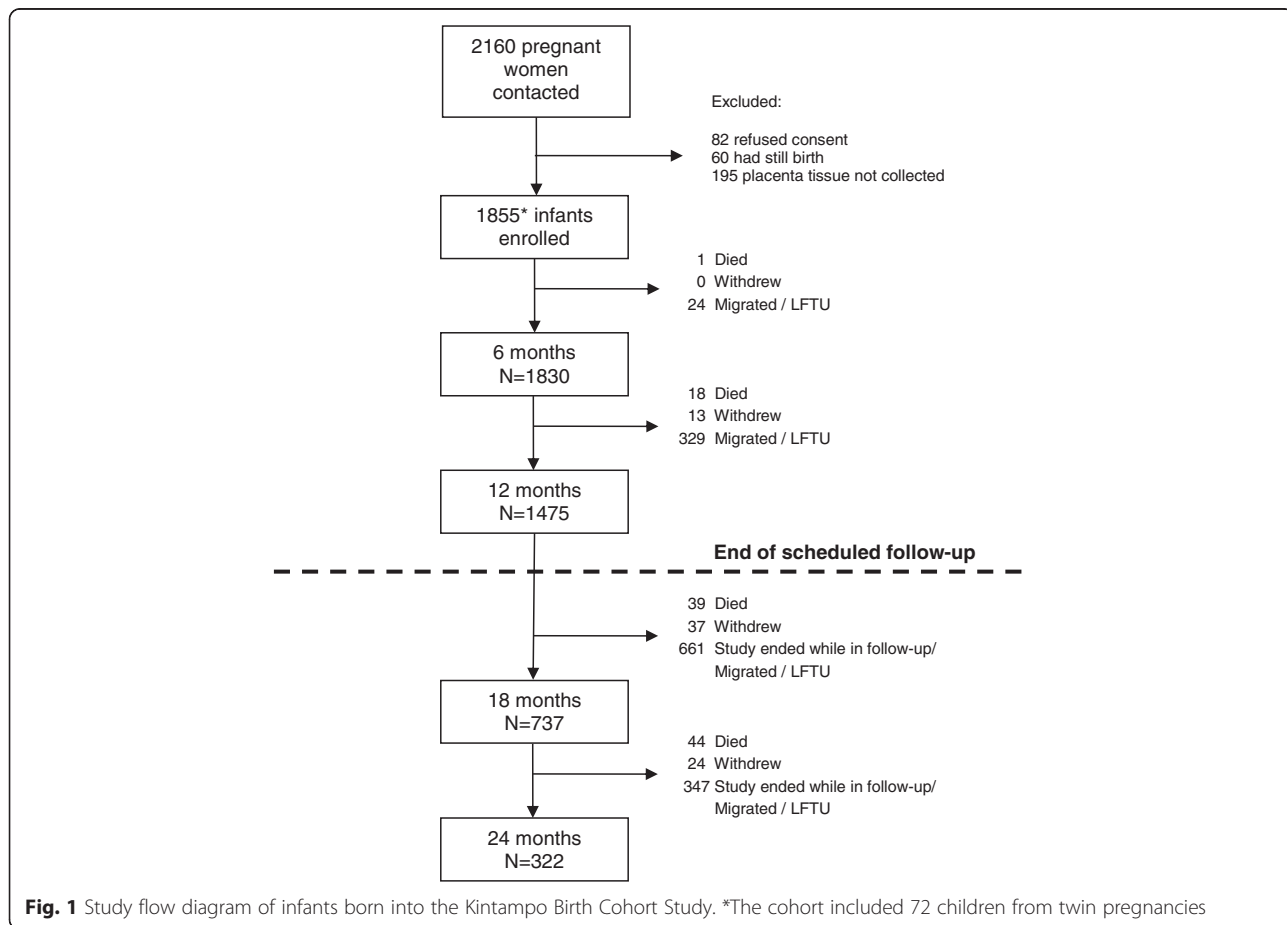 2160 pregnant
women
contacted
Excluded:
82 refused consent
60 had still birth
195 placenta tissue not collected
1855* infants
enrolled
1 Died
0 Withdrew
24 Migrated / LFTU
6 months
N=1830
18 Died
13 Withdrew
329 Migrated / LFTU
12 months
N=1475
End of scheduled follow-up
39 Died
37 Withdrew
661 Study ended while in follow-up/
Migrated / LFTU
18 months
N=737
44 Died
24 Withdrew
347 Study ended while in follow-up/
Migrated / LFTU
24 months
N=322
Fig. 1 Study flow diagram of infants born into the Kintampo Birth Cohort Study. *The cohort included 72 children from twin pregnancies